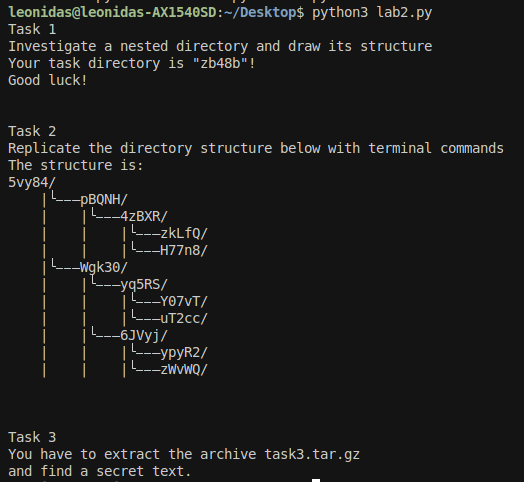 leonidas@leonidas-AX1540SD:~/Desktop$ python3 lab2.py
Task 1
Investigate a nested directory and draw its structure
Your task directory is "zb48b"!
Good luck!
Task 2
Replicate the directory structure below with terminal commands
The structure is:
5vy84/
    |└---pBQNH/
    |    |└---4zBXR/
    |    |    |└---zkLfQ/
    |    |    |└---H77n8/
    |└---Wgk30/
    |    |└---yq5RS/
    |    |    |└---Y07vT/
    |    |    |└---uT2cc/
    |    |└---6JVyj/
    |    |    |└---ypyR2/
    |    |    |└---zWvWQ/
Task 3
You have to extract the archive task3.tar.gz
and find a secret text.